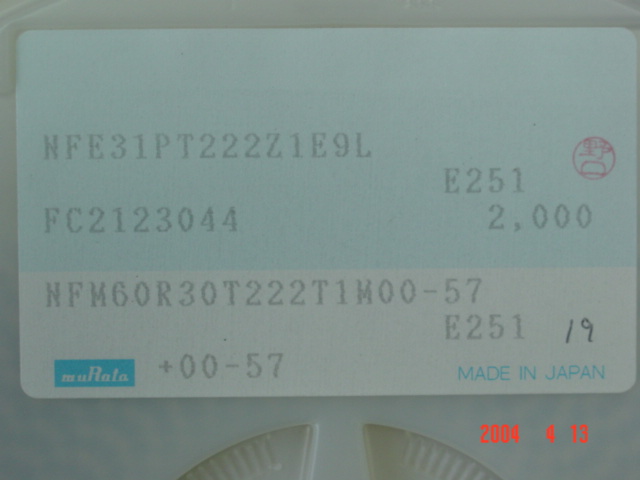 NFE31PT222Z1E9L
E251
FC2123044 2,000
NFM60R30T222T1M00-57
E251 19
muRata +00-57 MADE IN JAPAN
2004 4 13